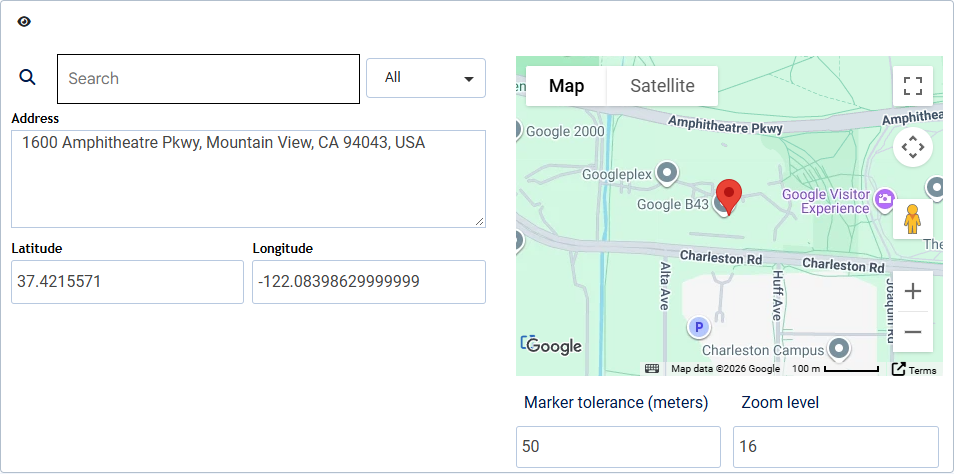 Search
All
Address
1600 Amphitheatre Pkwy, Mountain View, CA 94043, USA
Latitude
Longitude
37.4215571
-122.08398629999999
Map
Satellite
Amphitheatre Pkwy
Google 2000
Googleplex
Google B43
Google Visitor
Experience
The
Charleston Rd
Charleston Rd
Alta Ave
Huff Ave
Joaquin Rd
P
Charleston Campus
Google
Map data ©2026 Google
100 m
Terms
Marker tolerance (meters)
Zoom level
50
16